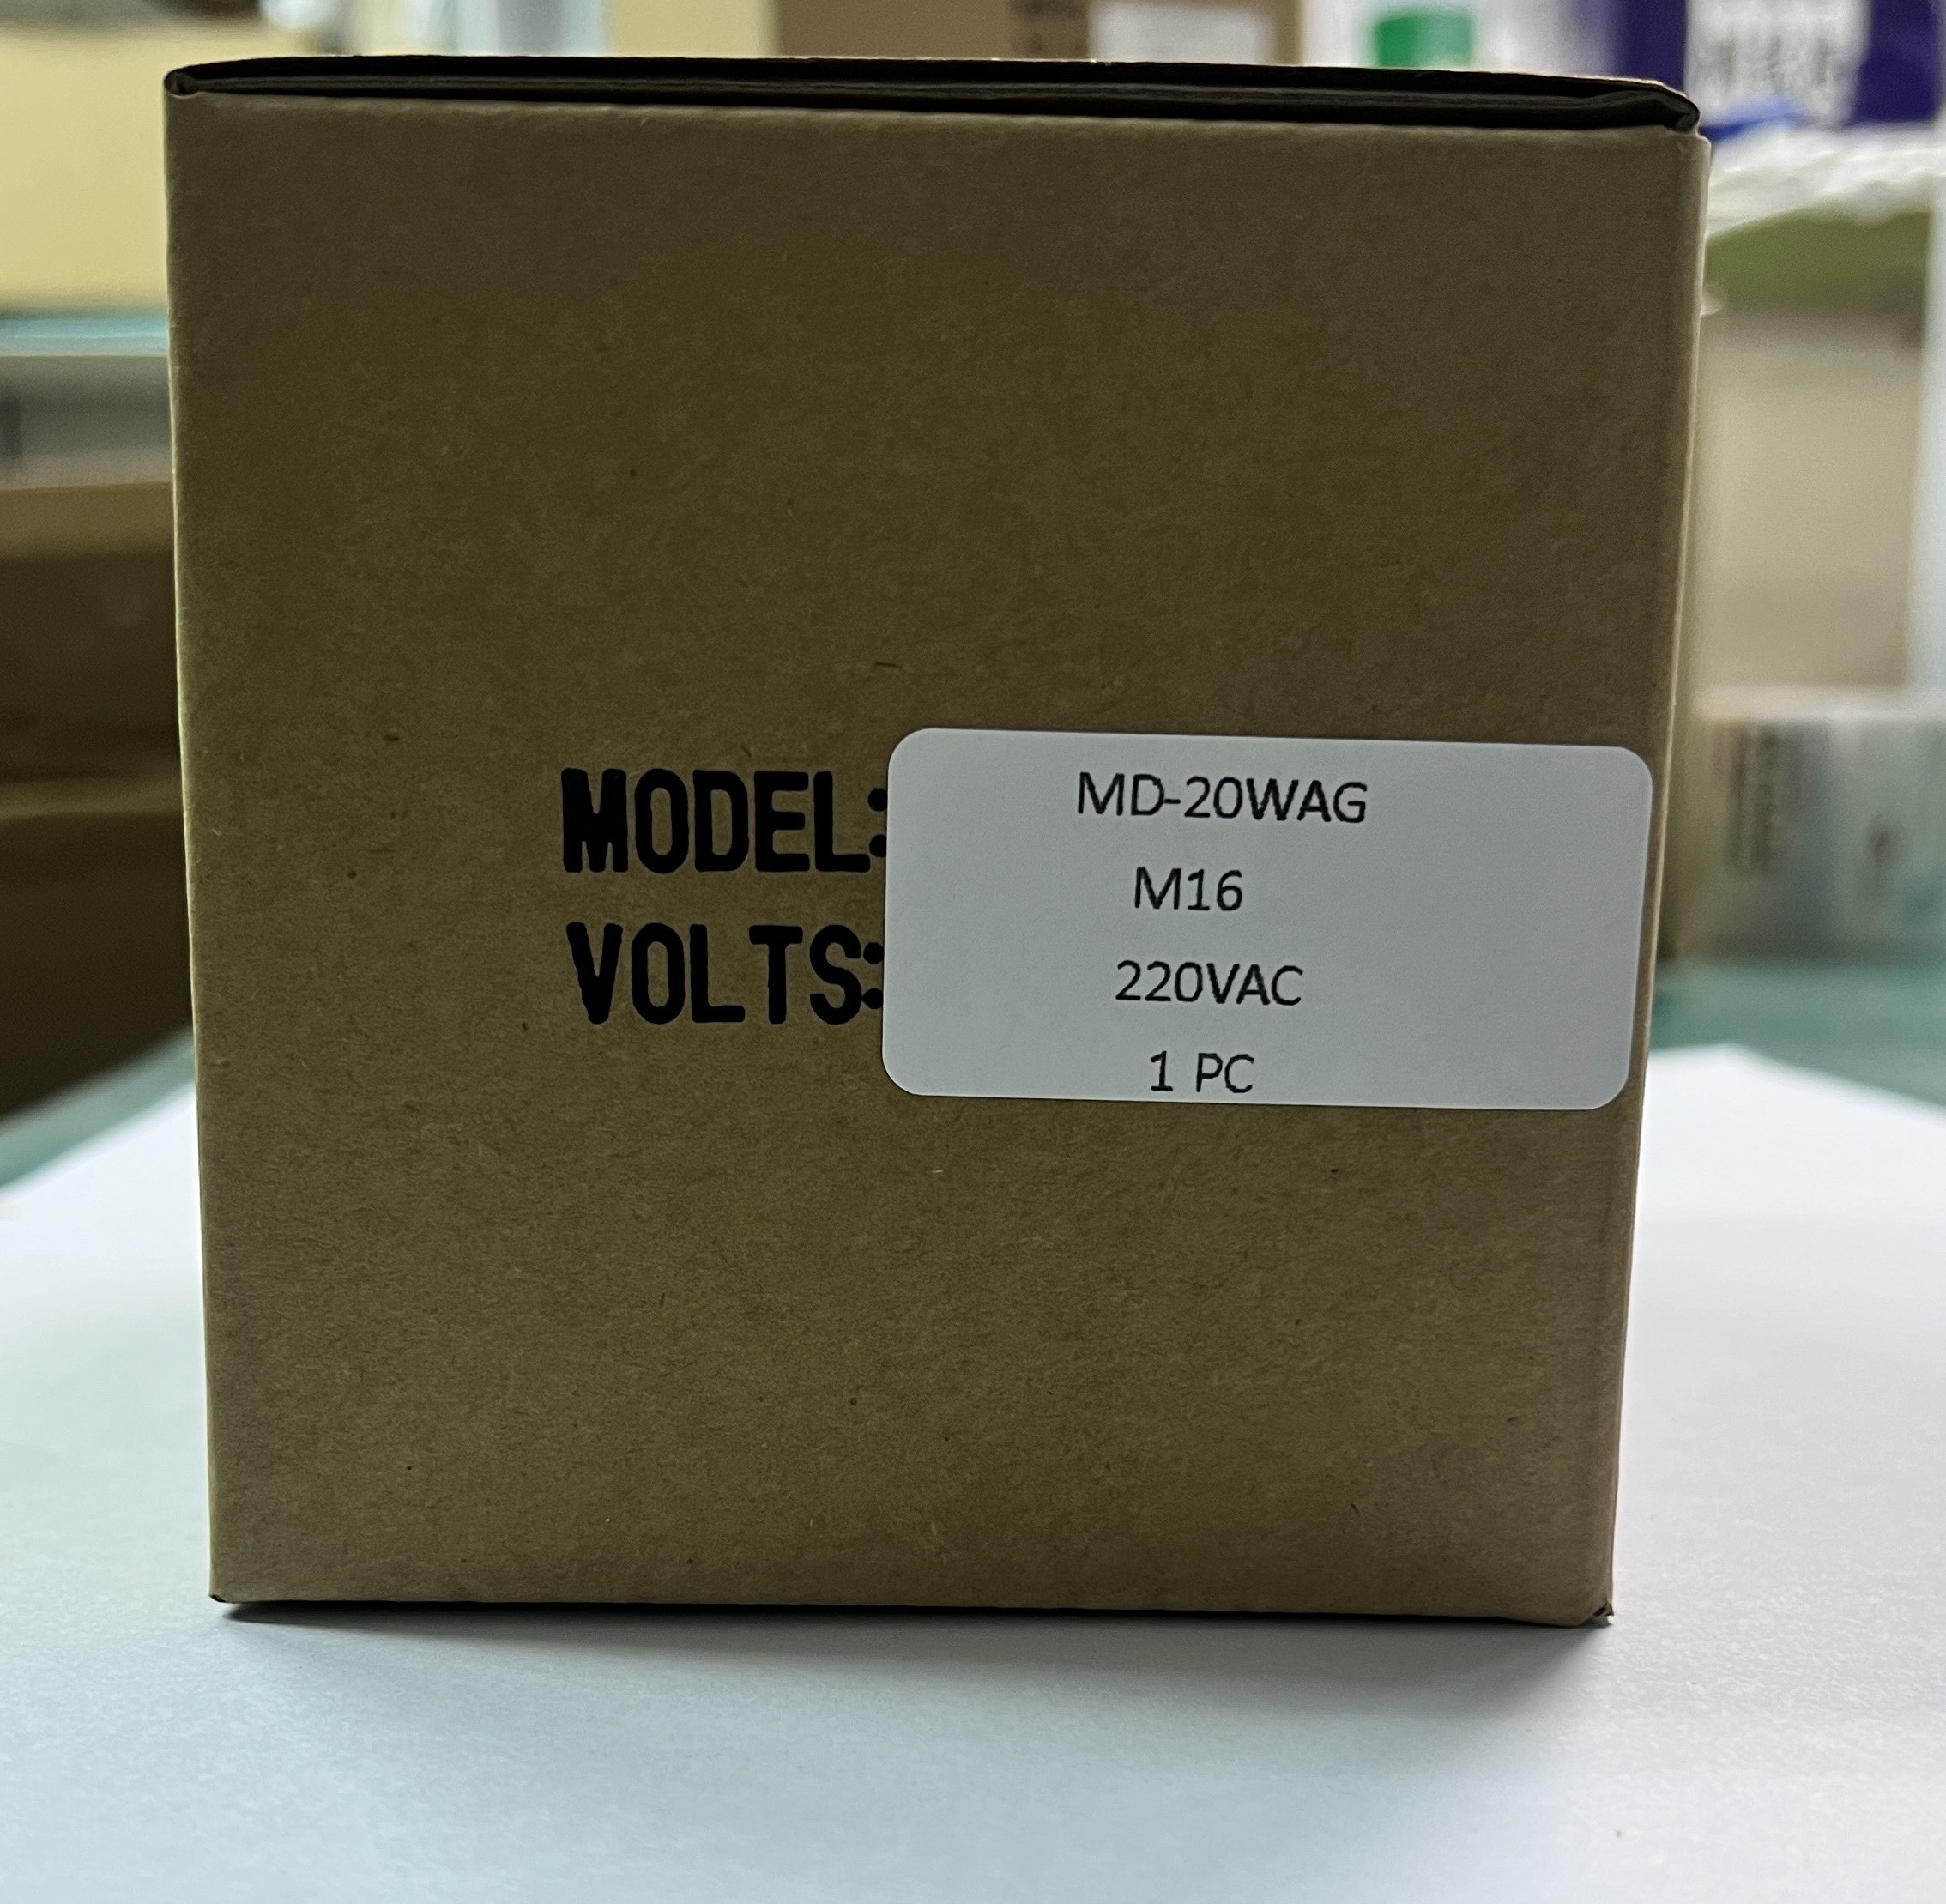 MODEL: MD-20WAG
M16
VOLTS: 220VAC
1 PC